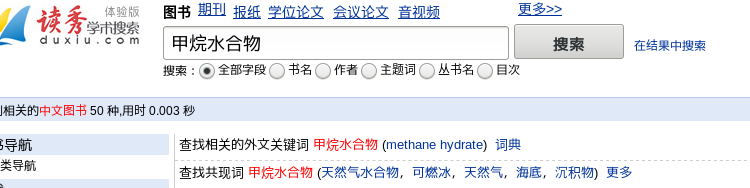 读秀 体验版
学术搜索
duxiu.com
图书 期刊 报纸 学位论文 会议论文 音视频 更多>>
甲烷水合物 搜索 在结果中搜索
搜索： 全部字段 书名 作者 主题词 丛书名 目次
相关的中文图书 50 种,用时 0.003 秒
导航 查找相关的外文关键词 甲烷水合物 (methane hydrate) 词典
类导航
查找共现词 甲烷水合物 (天然气水合物, 可燃冰, 天然气, 海底, 沉积物) 更多